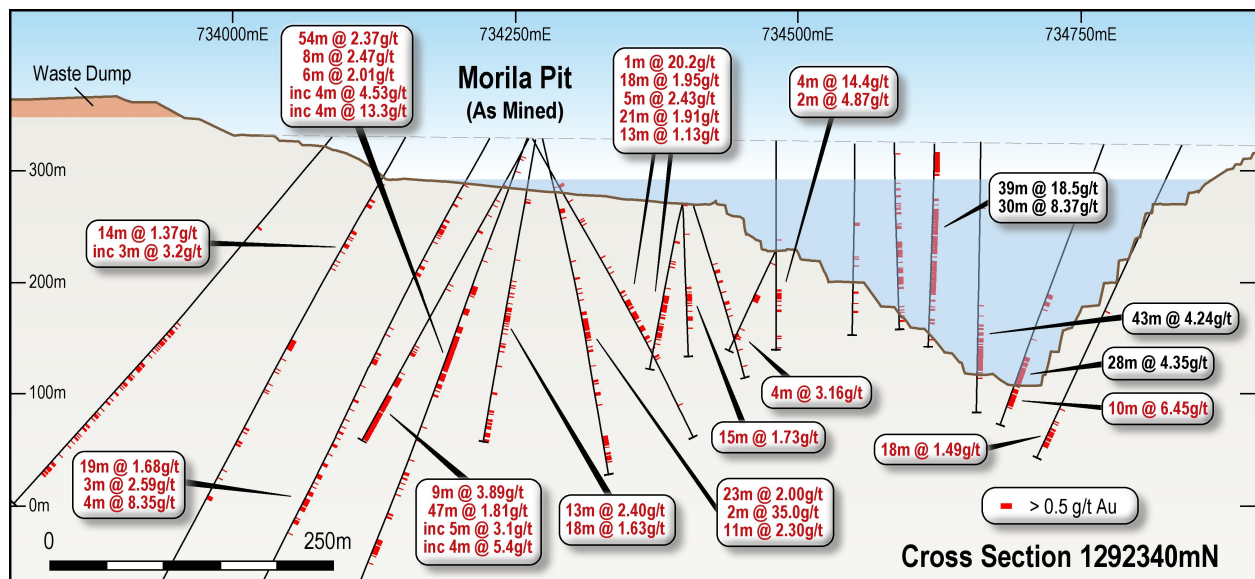 734000mE
734250mE
734500mE
734750mE
Waste Dump
54m @ 2.37g/t
8m @ 2.47g/t
6m @ 2.01g/t
inc 4m @ 4.53g/t
inc 4m @ 13.3g/t
Morila Pit
(As Mined)
1m @ 20.2g/t
18m @ 1.95g/t
5m @ 2.43g/t
21m @ 1.91g/t
13m @ 1.13g/t
4m @ 14.4g/t
2m @ 4.87g/t
300m
39m @ 18.5g/t
30m @ 8.37g/t
14m @ 1.37g/t
inc 3m @ 3.2g/t
200m
43m @ 4.24g/t
28m @ 4.35g/t
100m
4m @ 3.16g/t
10m @ 6.45g/t
15m @ 1.73g/t
18m @ 1.49g/t
19m @ 1.68g/t
3m @ 2.59g/t
4m @ 8.35g/t
9m @ 3.89g/t
47m @ 1.81g/t
inc 5m @ 3.1g/t
inc 4m @ 5.4g/t
13m @ 2.40g/t
18m @ 1.63g/t
23m @ 2.00g/t
2m @ 35.0g/t
11m @ 2.30g/t
0m
> 0.5 g/t Au
0
250m
Cross Section 1292340mN